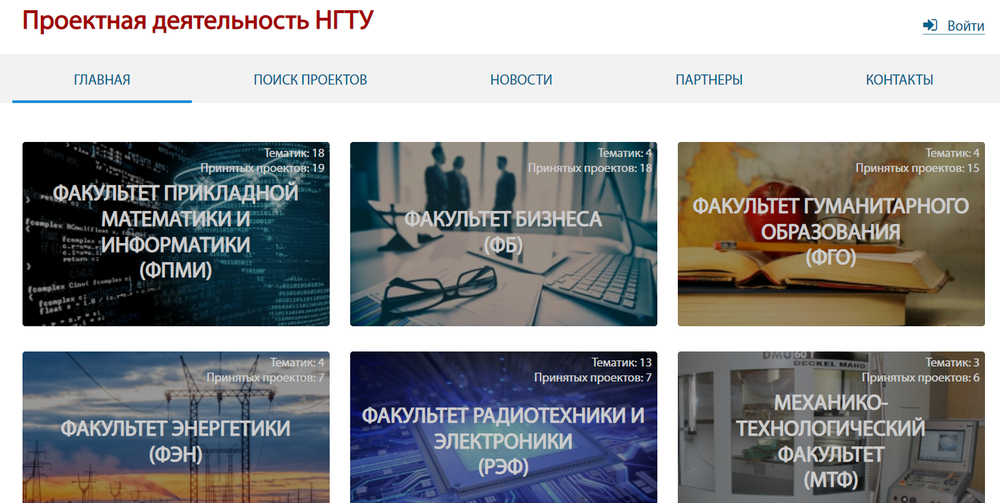 Проектная деятельность НГТУ
Войти
ГЛАВНАЯ
ПОИСК ПРОЕКТОВ
НОВОСТИ
ПАРТНЕРЫ
КОНТАКТЫ
Тематик: 18
Принятых проектов: 19
ФАКУЛЬТЕТ ПРИКЛАДНОЙ
МАТЕМАТИКИ И
ИНФОРМАТИКИ
(ФПМИ)
Тематик: 4
Принятых проектов: 18
ФАКУЛЬТЕТ БИЗНЕСА
(ФБ)
Тематик: 4
Принятых проектов: 15
ФАКУЛЬТЕТ ГУМАНИТАРНОГО
ОБРАЗОВАНИЯ
(ФГО)
Тематик: 4
Принятых проектов: 7
ФАКУЛЬТЕТ ЭНЕРГЕТИКИ
(ФЭН)
Тематик: 13
Принятых проектов: 7
ФАКУЛЬТЕТ РАДИОТЕХНИКИ И
ЭЛЕКТРОНИКИ
(РЭФ)
DECKEL MAHO
Тематик: 3
Принятых проектов: 6
МЕХАНИКО-
ТЕХНОЛОГИЧЕСКИЙ
ФАКУЛЬТЕТ
(МТФ)